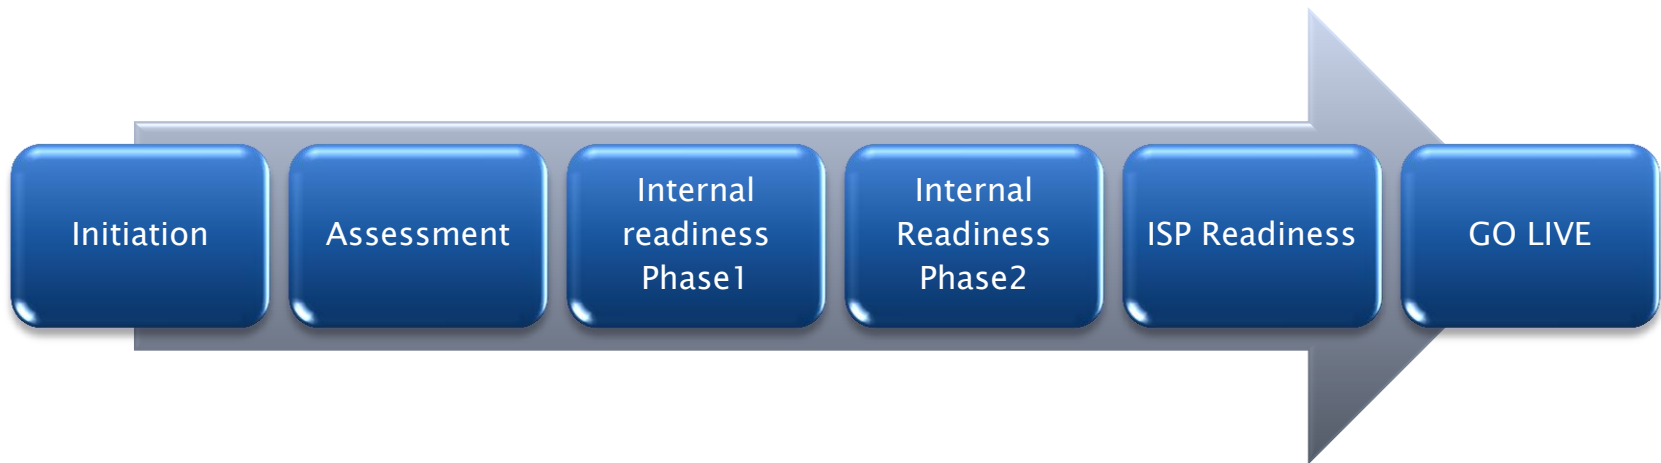 Initiation
Assessment
Internal
readiness
Phase1
Internal
Readiness
Phase2
ISP Readiness
GO LIVE